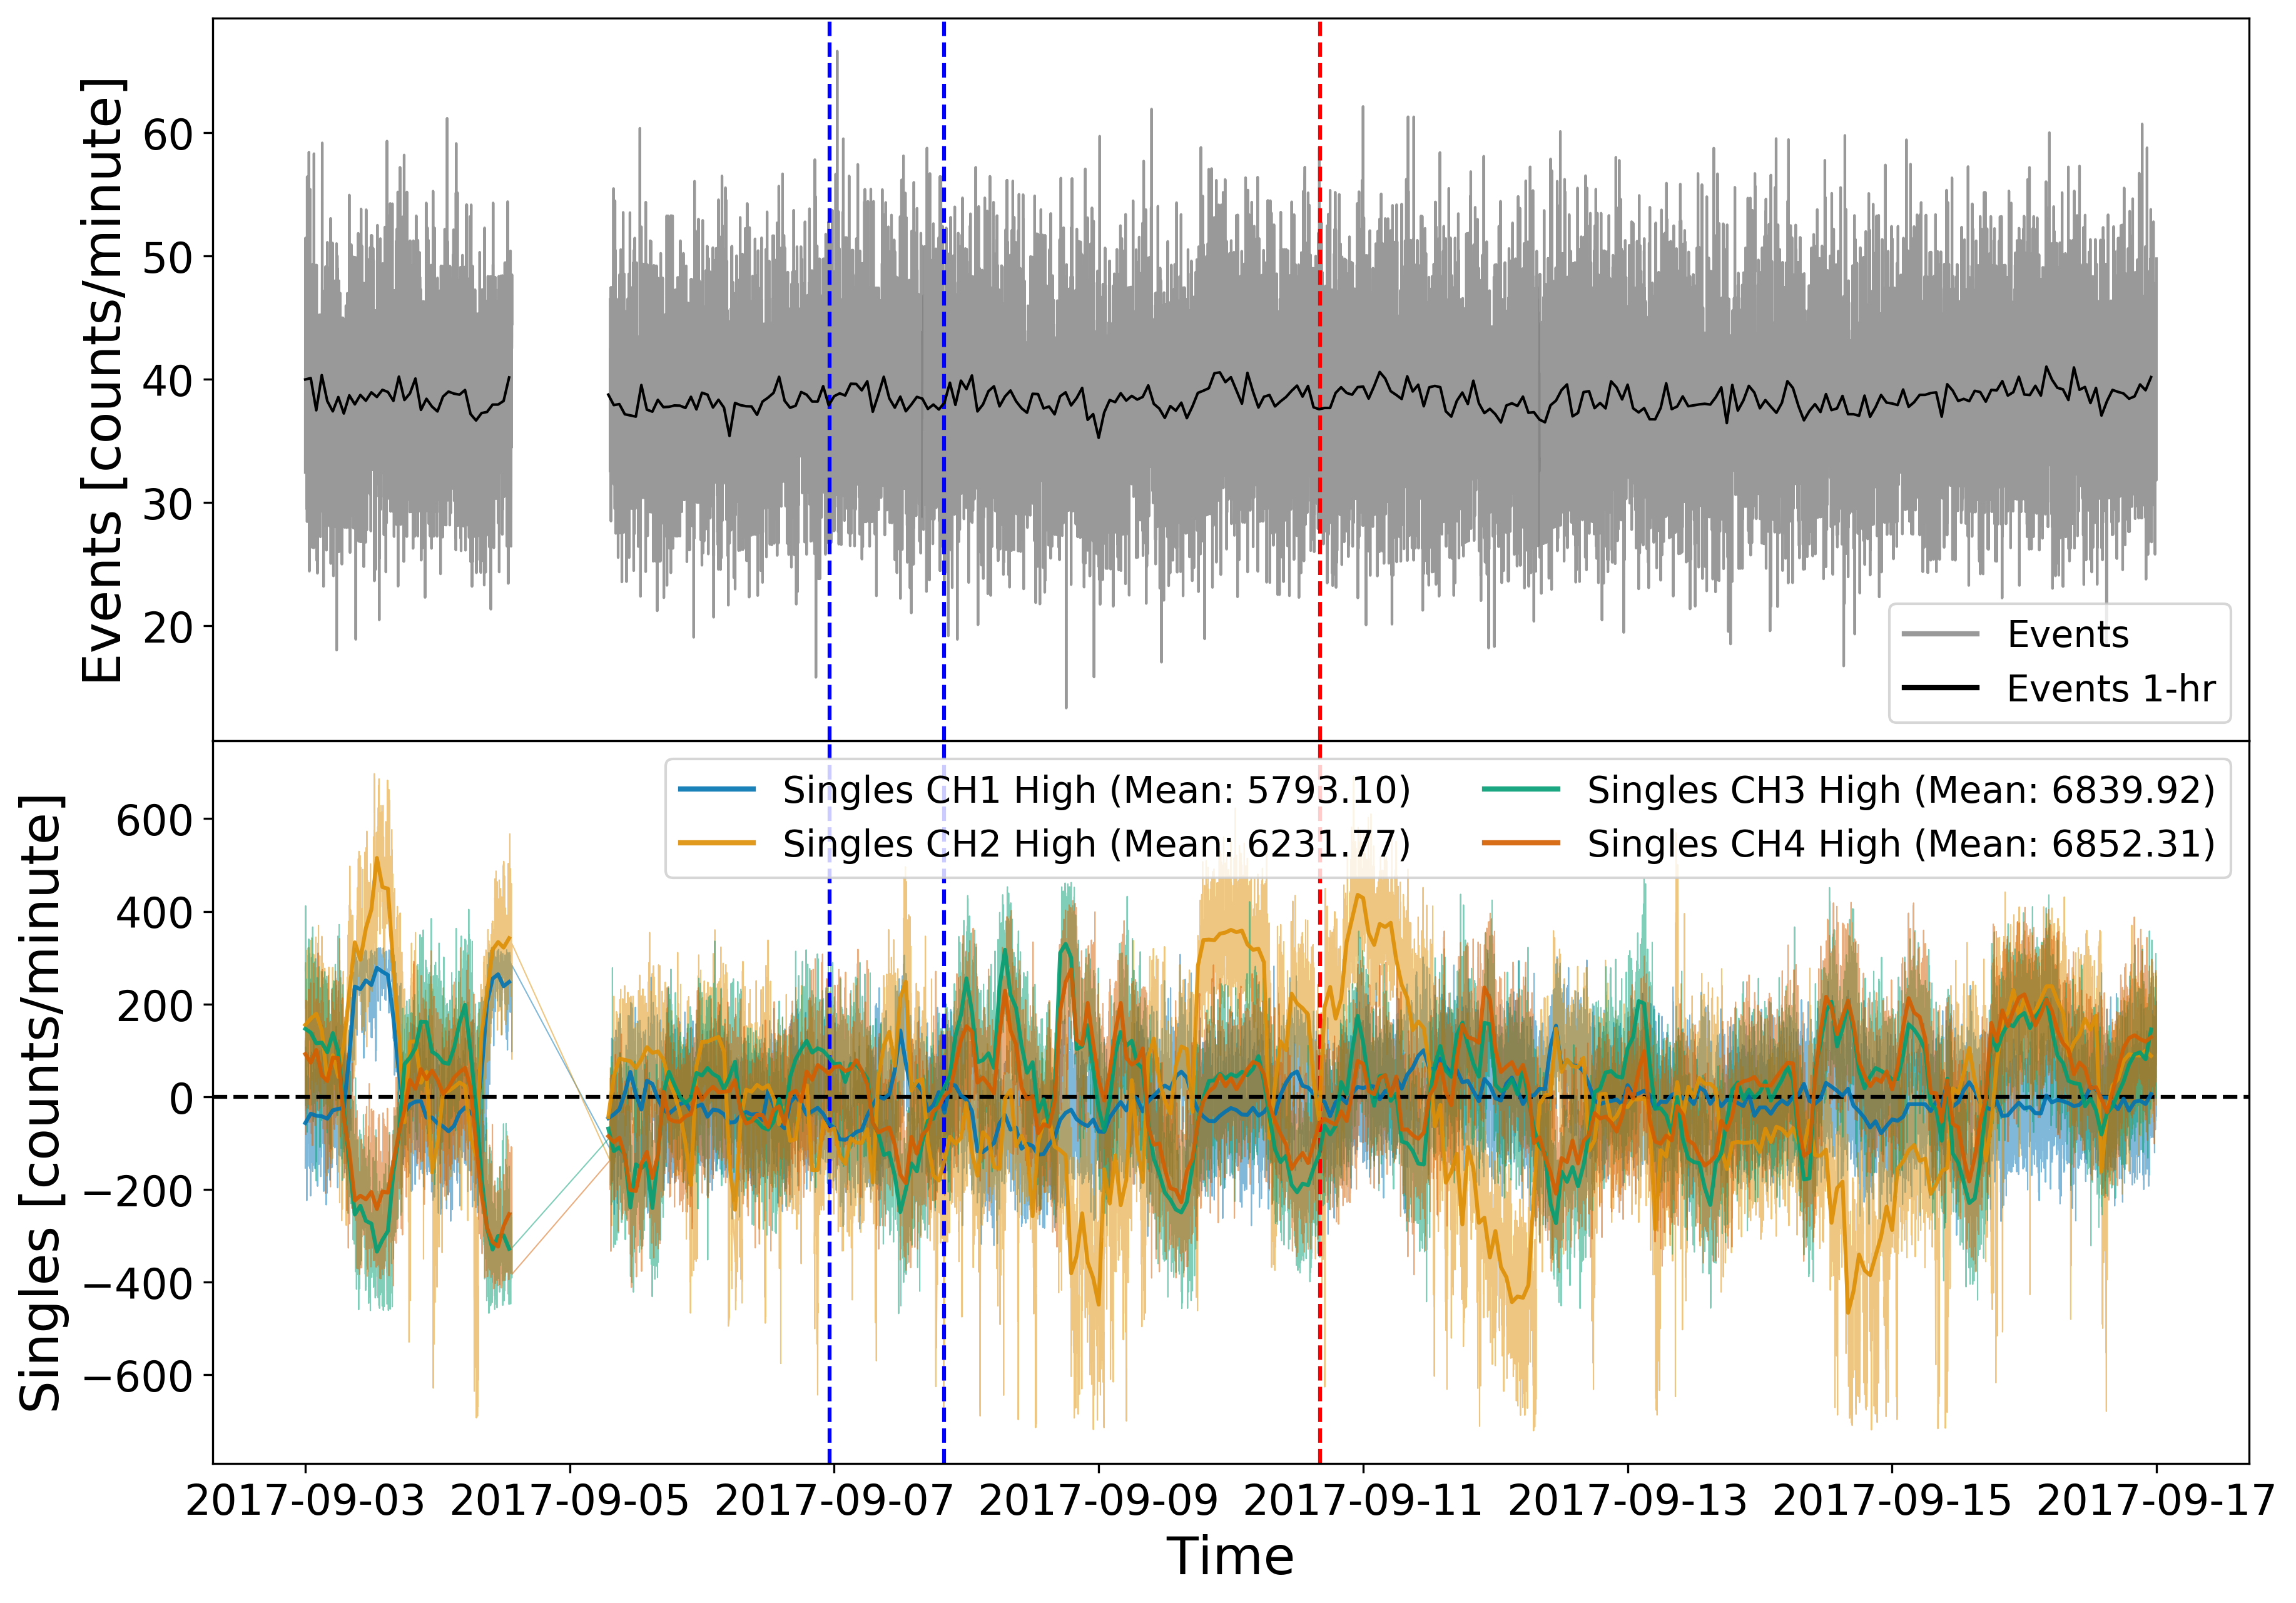 Events [counts/minute]
60
50
40
30
20
Events
Events 1-hr
Singles [counts/minute]
600
400
200
0
−200
−400
−600
Singles CH1 High (Mean: 5793.10)
Singles CH2 High (Mean: 6231.77)
Singles CH3 High (Mean: 6839.92)
Singles CH4 High (Mean: 6852.31)
2017-09-03 2017-09-05 2017-09-07 2017-09-09 2017-09-11 2017-09-13 2017-09-15 2017-09-17
Time